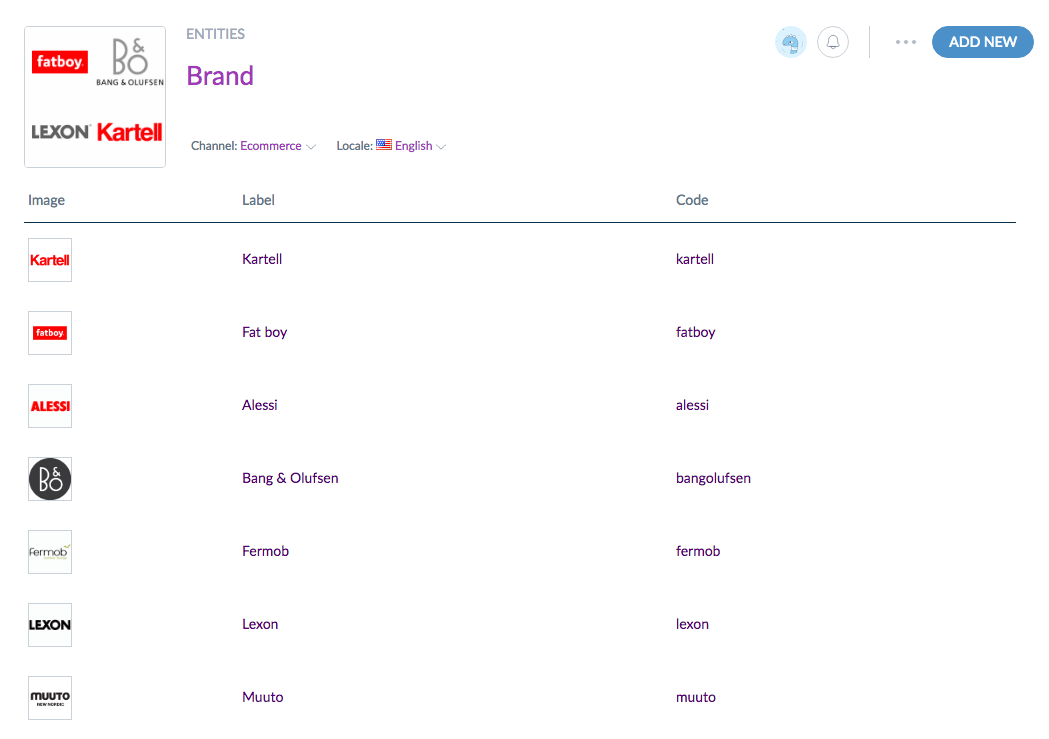 fatboy.
B&O
BANG & OLUFSEN
LEXON Kartell
ENTITIES
Brand
Channel: Ecommerce
Locale: English
ADD NEW
Image Label Code
Kartell Kartell kartell
fatboy. Fat boy fatboy
ALESSI Alessi alessi
B&O Bang & Olufsen bangolufsen
Fermob Fermob fermob
LEXON Lexon lexon
MUUTO
NEW NORDIC
Muuto muuto